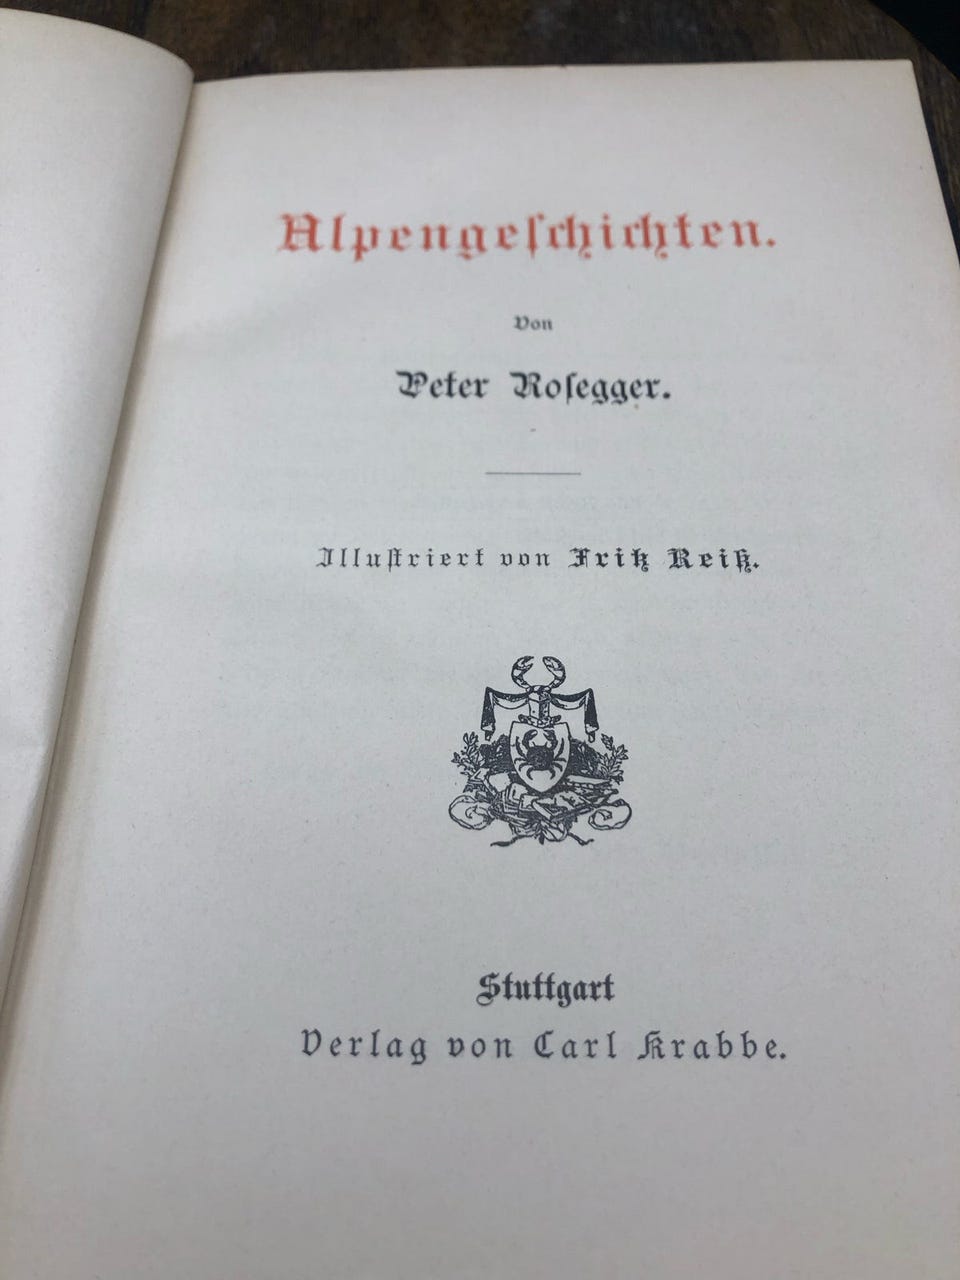 Alpengeſchichten.
Von
Peter Roſegger.
Illuſtriert von Fritz Reiß.
Stuttgart
Verlag von Carl Krabbe.